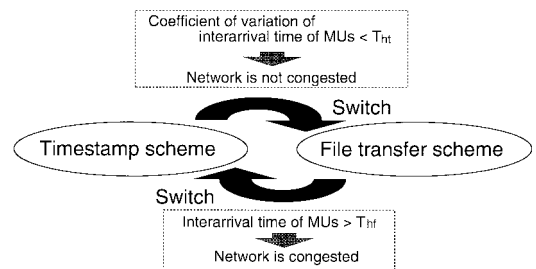 Coefficient of variation of
interarrival time of MUs < Tht
Network is not congested
Switch
Timestamp scheme
File transfer scheme
Switch
Interarrival time of MUs > Thf
Network is congested